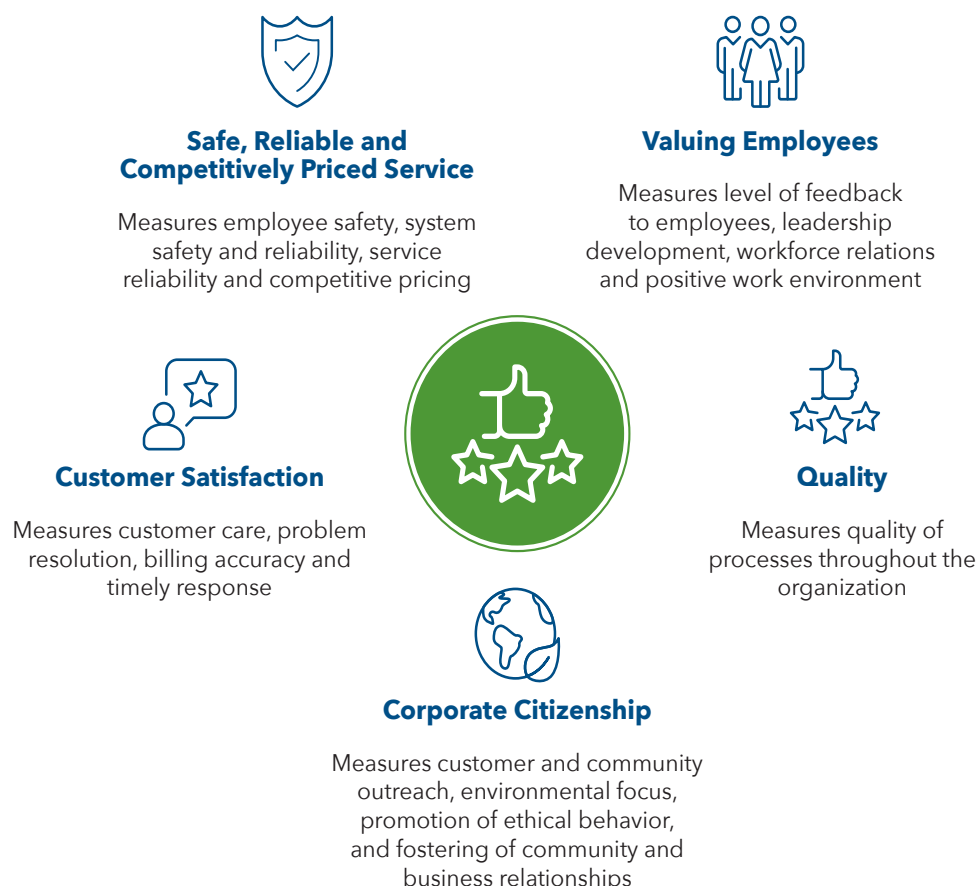 Safe, Reliable and
Competitively Priced Service
Measures employee safety, system
safety and reliability, service
reliability and competitive pricing
Valuing Employees
Measures level of feedback
to employees, leadership
development, workforce relations
and positive work environment
Customer Satisfaction
Measures customer care, problem
resolution, billing accuracy and
timely response
Quality
Measures quality of
processes throughout the
organization
Corporate Citizenship
Measures customer and community
outreach, environmental focus,
promotion of ethical behavior,
and fostering of community and
business relationships